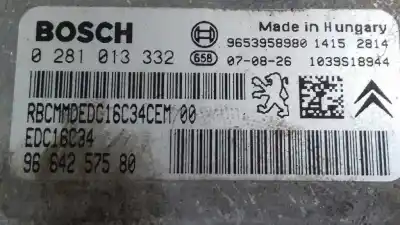 BOSCH
Made in Hungary
0 281 013 332
9653958980 1415 2814
658
07-08-26 1039S18944
RBCMMDEDC16C34CEM 00
EDC16C34
96 642 575 80